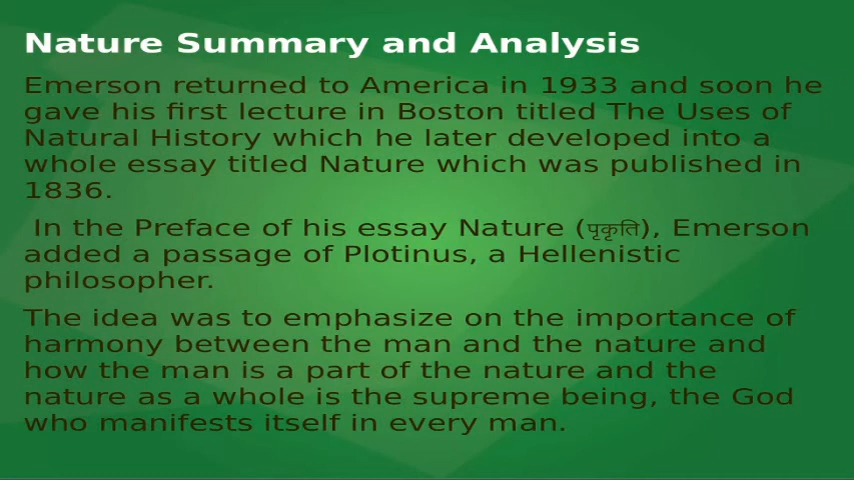 Nature Summary and Analysis
Emerson returned to America in 1933 and soon he
gave his first lecture in Boston titled The Uses of
Natural History which he later developed into a
whole essay titled Nature which was published in
1836.
In the Preface of his essay Nature (पृकृति), Emerson
added a passage of Plotinus, a Hellenistic
philosopher.
The idea was to emphasize on the importance of
harmony between the man and the nature and
how the man is a part of the nature and the
nature as a whole is the supreme being, the God
who manifests itself in every man.